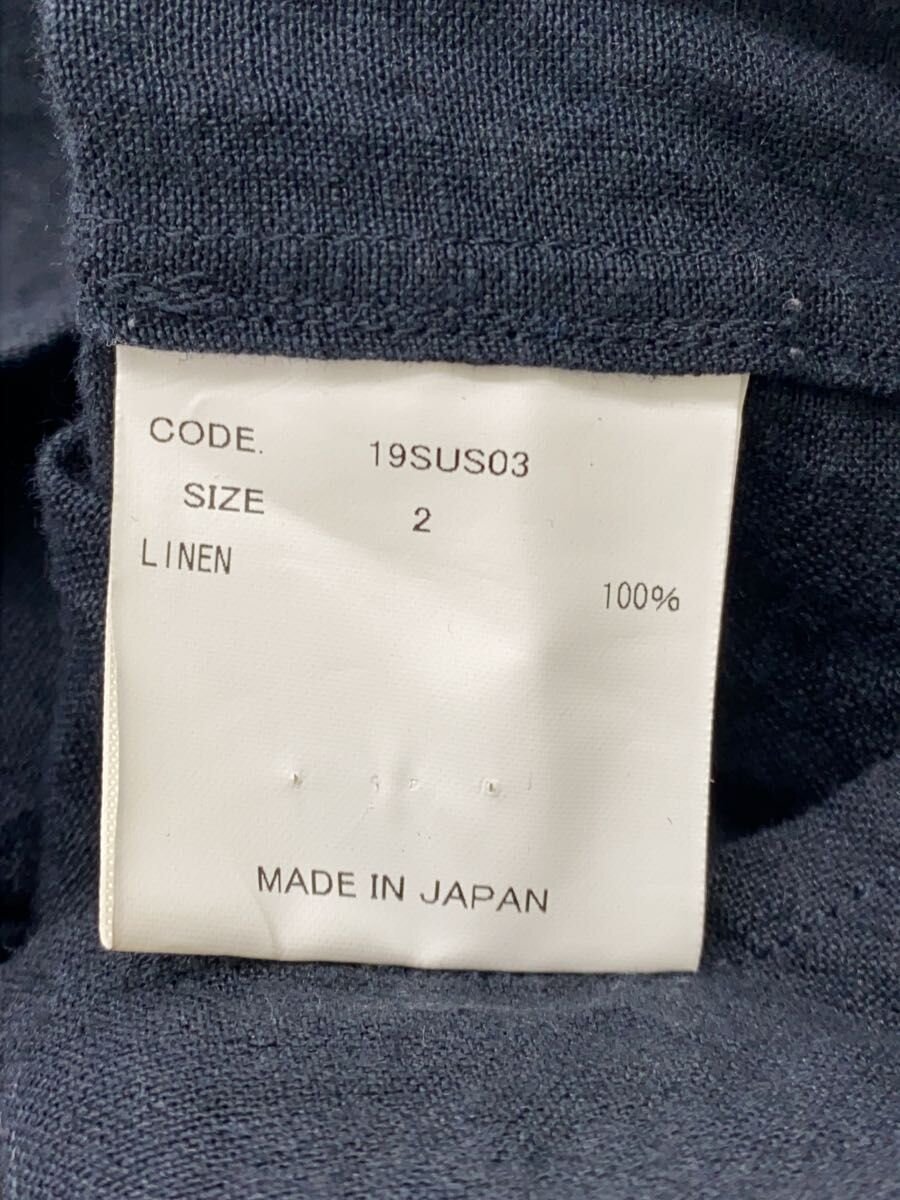 CODE. 19SUS03
SIZE 2
LINEN 100%
MADE IN JAPAN